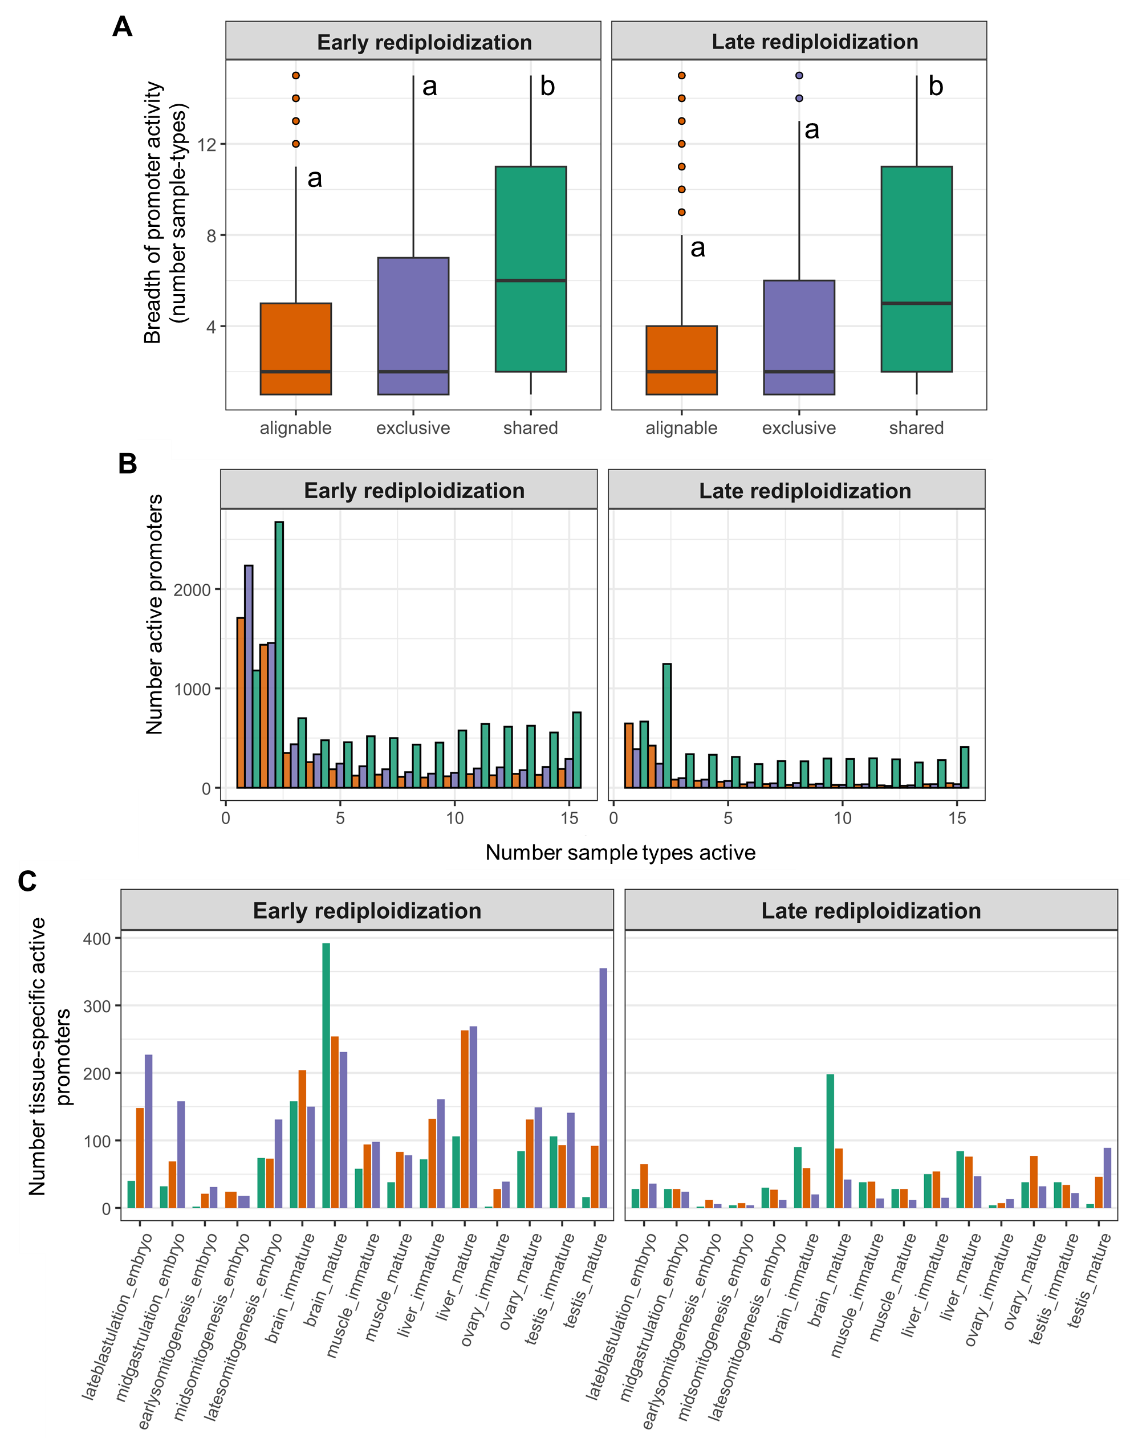 A
Early rediploidization
Late rediploidization
Breadth of promoter activity
(number sample-types)
12
8
4
a
a
b
a
a
b
alignable
exclusive
shared
alignable
exclusive
shared
B
Early rediploidization
Late rediploidization
Number active promoters
2000
1000
0
0
5
10
15
0
5
10
15
Number sample types active
C
Early rediploidization
Late rediploidization
Number tissue-specific active
promoters
400
300
200
100
0
lateblastulation_embryo
midgastrulation_embryo
earlysomitogenesis_embryo
midsomitogenesis_embryo
latesomitogenesis_embryo
brain_immature
brain_mature
muscle_immature
muscle_mature
liver_immature
liver_mature
ovary_immature
ovary_mature
testis_immature
testis_mature
lateblastulation_embryo
midgastrulation_embryo
earlysomitogenesis_embryo
midsomitogenesis_embryo
latesomitogenesis_embryo
brain_immature
brain_mature
muscle_immature
muscle_mature
liver_immature
liver_mature
ovary_immature
ovary_mature
testis_immature
testis_mature